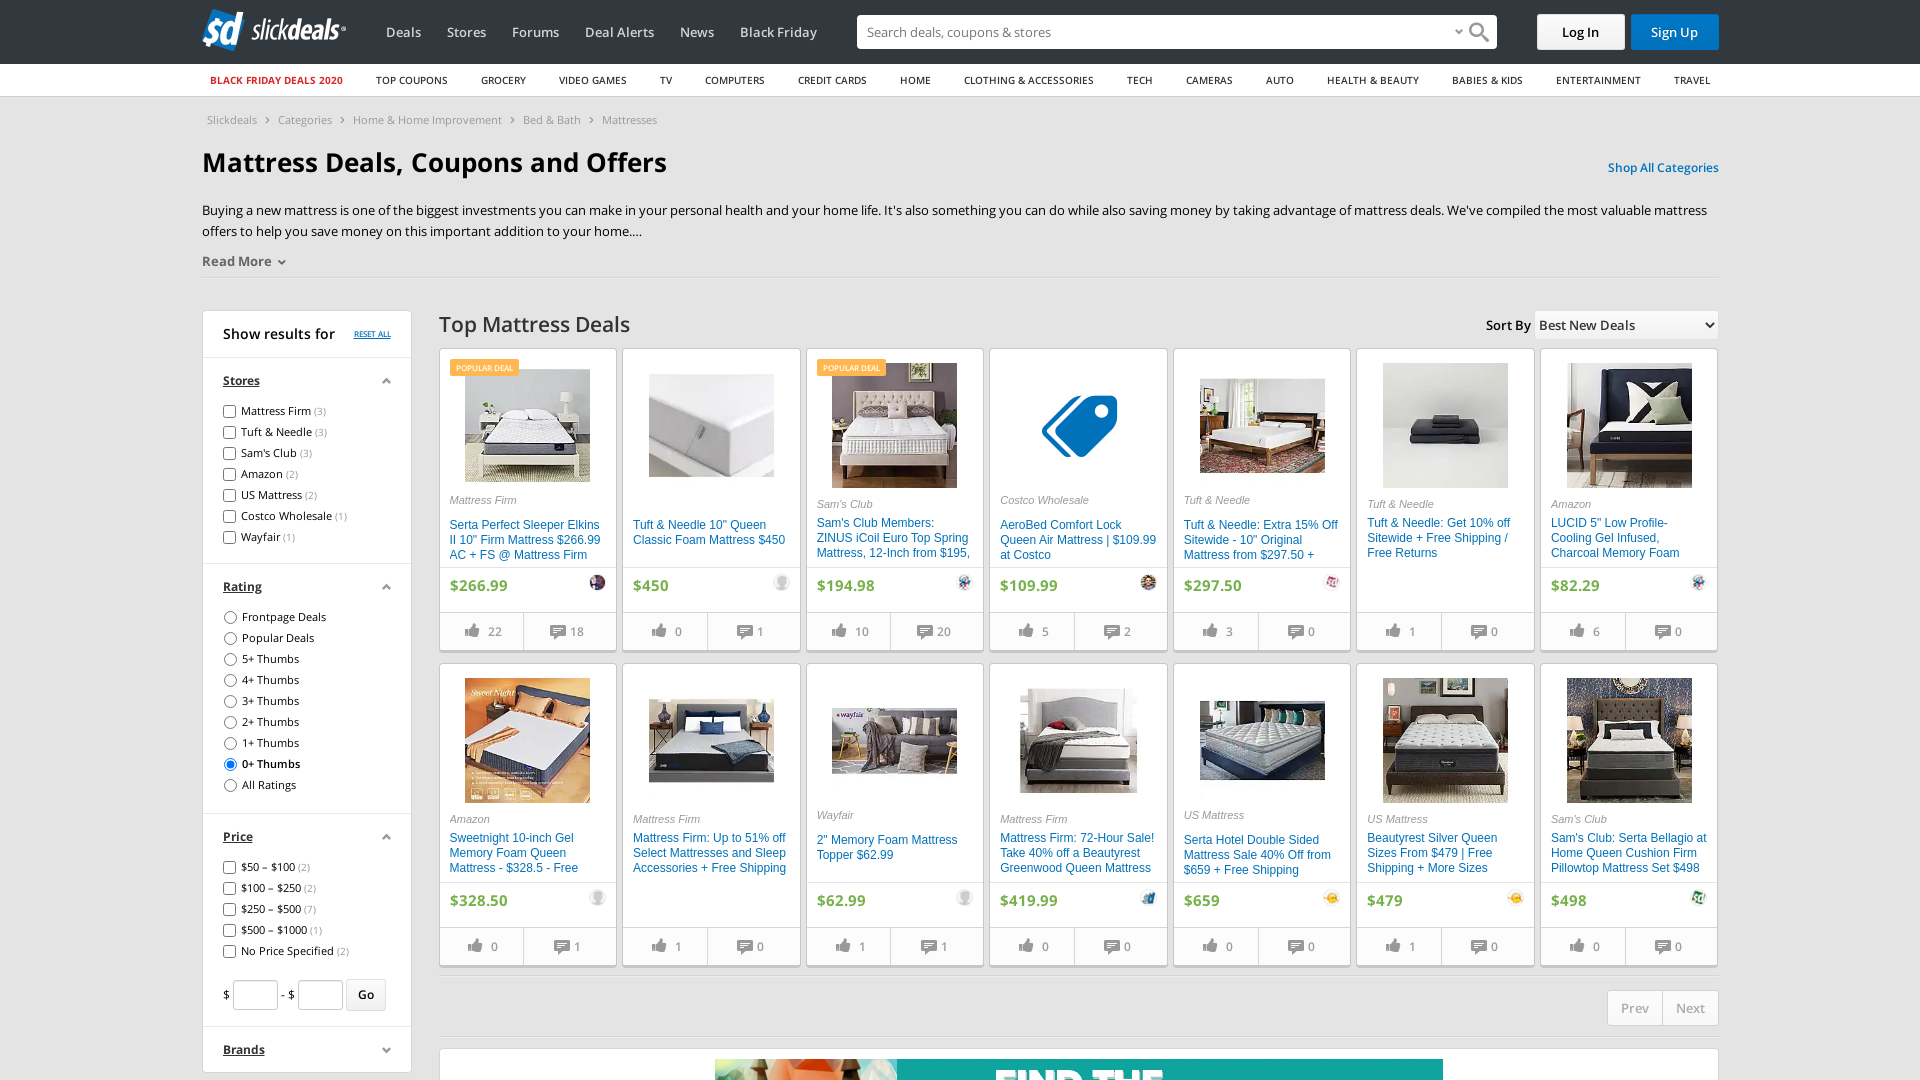 sd slickdeals
Deals
Stores
Forums
Deal Alerts
News
Black Friday
Search deals, coupons & stores
Log In
Sign Up
BLACK FRIDAY DEALS 2020
TOP COUPONS
GROCERY
VIDEO GAMES
TV
COMPUTERS
CREDIT CARDS
HOME
CLOTHING & ACCESSORIES
TECH
CAMERAS
AUTO
HEALTH & BEAUTY
BABIES & KIDS
ENTERTAINMENT
TRAVEL
Slickdeals > Categories > Home & Home Improvement > Bed & Bath > Mattresses
Mattress Deals, Coupons and Offers
Shop All Categories
Buying a new mattress is one of the biggest investments you can make in your personal health and your home life. It's also something you can do while also saving money by taking advantage of mattress deals. We've compiled the most valuable mattress
offers to help you save money on this important addition to your home....
Read More
Show results for
RESET ALL
Stores
Mattress Firm (3)
Tuft & Needle (3)
Sam's Club (3)
Amazon (2)
US Mattress (2)
Costco Wholesale (1)
Wayfair (1)
Rating
Frontpage Deals
Popular Deals
5+ Thumbs
4+ Thumbs
3+ Thumbs
2+ Thumbs
1+ Thumbs
0+ Thumbs
All Ratings
Price
$50 – $100 (2)
$100 – $250 (2)
$250 – $500 (7)
$500 – $1000 (1)
No Price Specified (2)
$ - $ Go
Brands
Top Mattress Deals
Sort By Best New Deals
POPULAR DEAL
Mattress Firm
Serta Perfect Sleeper Elkins
II 10" Firm Mattress $266.99
AC + FS @ Mattress Firm
$266.99
22
18
Tuft & Needle 10" Queen
Classic Foam Mattress $450
$450
0
1
POPULAR DEAL
Sam's Club
Sam's Club Members:
ZINUS iCoil Euro Top Spring
Mattress, 12-Inch from $195,
$194.98
10
20
Costco Wholesale
AeroBed Comfort Lock
Queen Air Mattress | $109.99
at Costco
$109.99
5
2
Tuft & Needle
Tuft & Needle: Extra 15% Off
Sitewide - 10" Original
Mattress from $297.50 +
$297.50
3
0
Tuft & Needle
Tuft & Needle: Get 10% off
Sitewide + Free Shipping /
Free Returns
1
0
Amazon
LUCID 5" Low Profile-
Cooling Gel Infused,
Charcoal Memory Foam
$82.29
6
0
Sweet Night
Amazon
Sweetnight 10-inch Gel
Memory Foam Queen
Mattress - $328.5 - Free
$328.50
0
1
Mattress Firm
Mattress Firm: Up to 51% off
Select Mattresses and Sleep
Accessories + Free Shipping
1
0
wayfair
Wayfair
2" Memory Foam Mattress
Topper $62.99
$62.99
1
1
Mattress Firm
Mattress Firm: 72-Hour Sale!
Take 40% off a Beautyrest
Greenwood Queen Mattress
$419.99
0
0
US Mattress
Serta Hotel Double Sided
Mattress Sale 40% Off from
$659 + Free Shipping
$659
0
0
US Mattress
Beautyrest Silver Queen
Sizes From $479 | Free
Shipping + More Sizes
$479
1
0
Sam's Club
Sam's Club: Serta Bellagio at
Home Queen Cushion Firm
Pillowtop Mattress Set $498
$498
0
0
Prev
Next
FIND THE